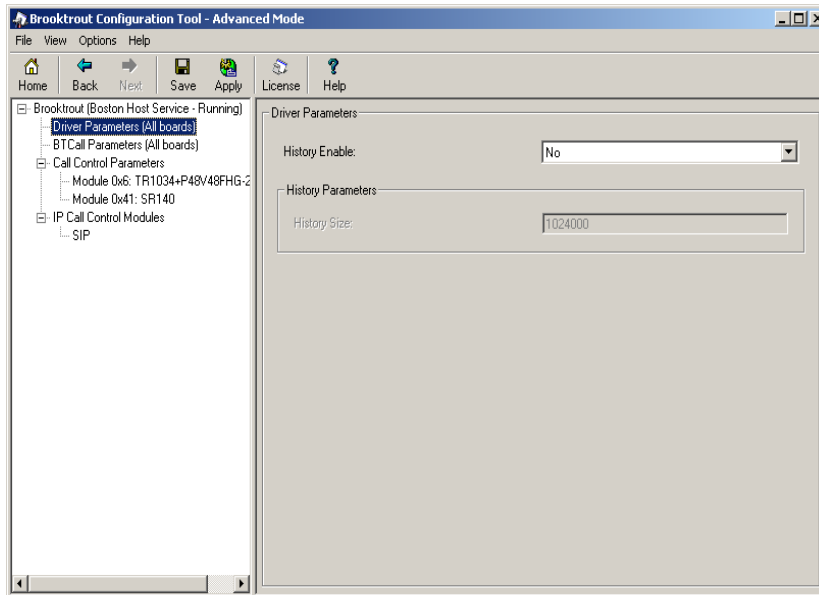 Brooktrout Configuration Tool - Advanced Mode
File View Options Help
Home Back Next Save Apply License Help
Brooktrout (Boston Host Service - Running)
Driver Parameters (All boards)
BTCall Parameters (All boards)
Call Control Parameters
Module 0x6: TR1034+P48V48FHG-2
Module 0x41: SR140
IP Call Control Modules
SIP
Driver Parameters
History Enable: No
History Parameters
History Size: 1024000